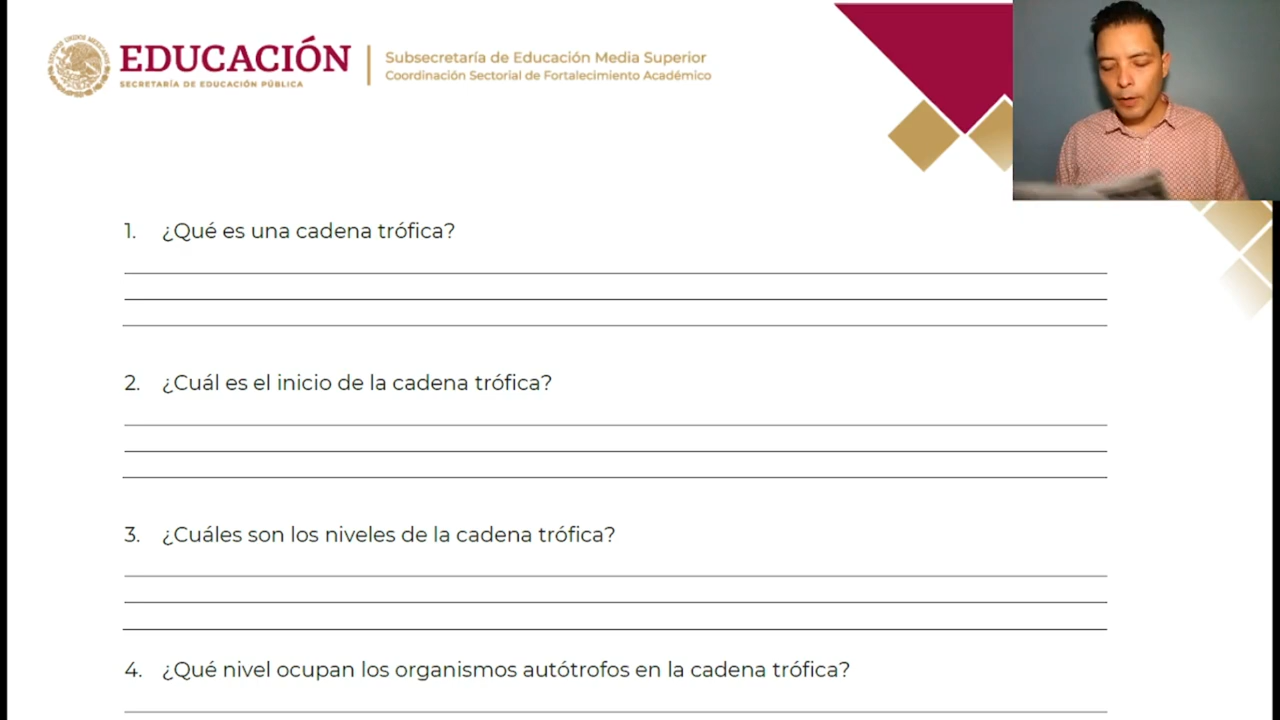 EDUCACIÓN
SECRETARÍA DE EDUCACIÓN PÚBLICA
Subsecretaría de Educación Media Superior
Coordinación Sectorial de Fortalecimiento Académico
1. ¿Qué es una cadena trófica?
2. ¿Cuál es el inicio de la cadena trófica?
3. ¿Cuáles son los niveles de la cadena trófica?
4. ¿Qué nivel ocupan los organismos autótrofos en la cadena trófica?